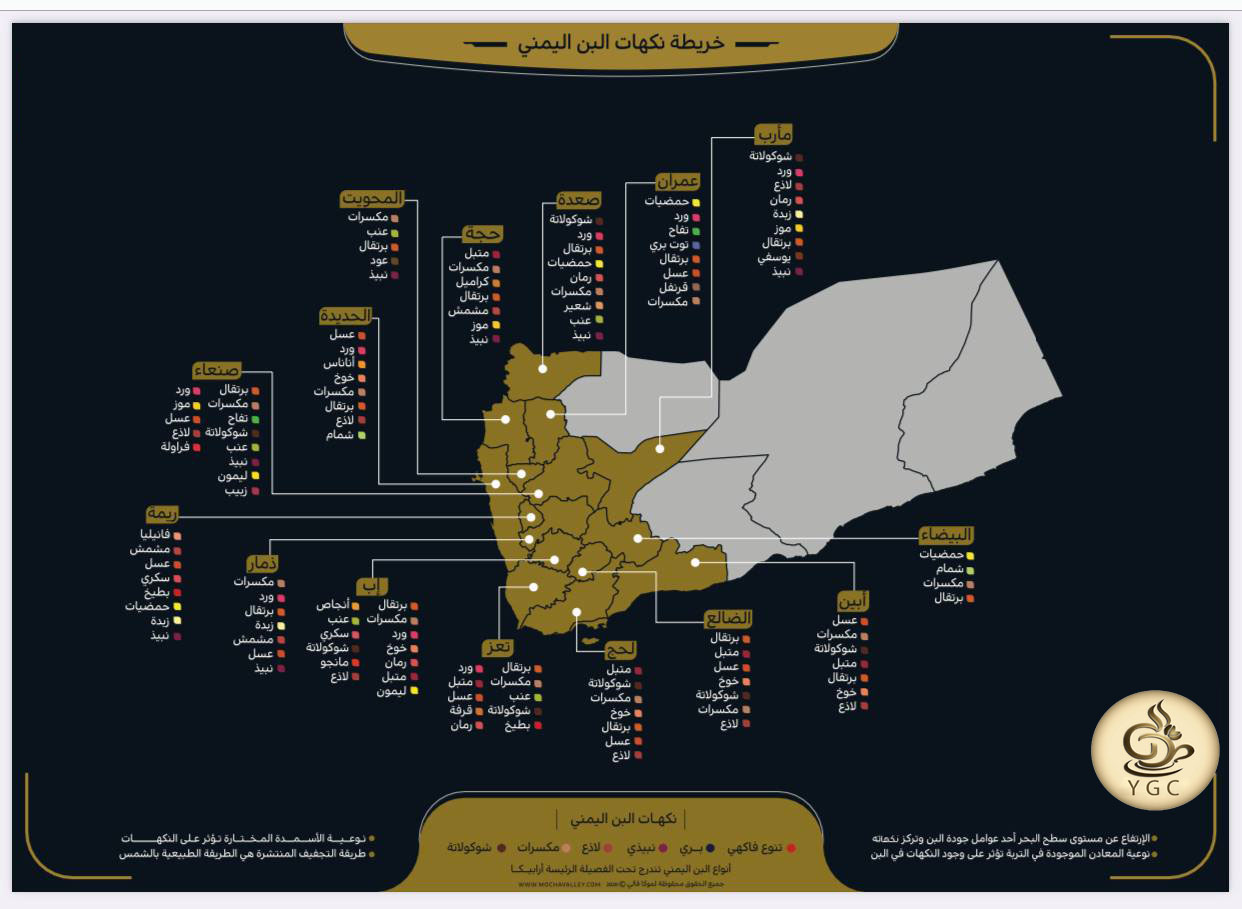 خريطة نكهات البن اليمني
مأرب
شوكولاتة
ورد
لاذع
رمان
زبدة
موز
برتقال
يوسفي
نبيذ
عمران
حمضيات
ورد
تفاح
توت بري
برتقال
عسل
قرنفل
مكسرات
صعدة
شوكولاتة
ورد
برتقال
حمضيات
رمان
مكسرات
شعير
عنب
نبيذ
حجة
متبل
مكسرات
كراميل
برتقال
مشمش
موز
نبيذ
المحويت
مكسرات
عنب
برتقال
عود
نبيذ
الحديدة
عسل
ورد
أناناس
خوخ
مكسرات
برتقال
لاذع
شمام
صنعاء
برتقال ورد
مكسرات موز
تفاح عسل
شوكولاتة لاذع
عنب فراولة
نبيذ
ليمون
زبيب
ريمة
فانيليا
مشمش
عسل
سكري
بطيخ
حمضيات
زبدة
نبيذ
ذمار
مكسرات
ورد
برتقال
زبدة
مشمش
عسل
نبيذ
إب
برتقال أنجاص
مكسرات عنب
ورد سكري
خوخ شوكولاتة
رمان مانجو
متبل لاذع
ليمون
تعز
برتقال ورد
مكسرات متبل
عنب عسل
شوكولاتة قرفة
بطيخ رمان
لحج
متبل
شوكولاتة
مكسرات
خوخ
برتقال
عسل
لاذع
الضالع
برتقال
متبل
عسل
خوخ
شوكولاتة
مكسرات
لاذع
أبين
عسل
مكسرات
شوكولاتة
متبل
برتقال
خوخ
لاذع
البيضاء
حمضيات
شمام
مكسرات
برتقال
YGC
الإرتفاع عن مستوى سطح البحر أحد عوامل جودة البن وتركز نكهاته
نوعية المعادن الموجودة في التربة تؤثر على وجود النكهات في البن
نكهات البن اليمني
تنوع فاكهي بــري نبيذي لاذع مكسرات شوكولاتة
أنواع البن اليمني تندرج تحت الفصيلة الرئيسة أرابيكـا
جميع الحقوق محفوظة لموكا فالي © 2020 WWW.MOCHAVALLEY.COM
نـوعـيــة الأســمــدة المـخـتــارة تـؤثر عـلى النكهـــــات
طريقة التجفيف المنتشرة هي الطريقة الطبيعية بالشمس